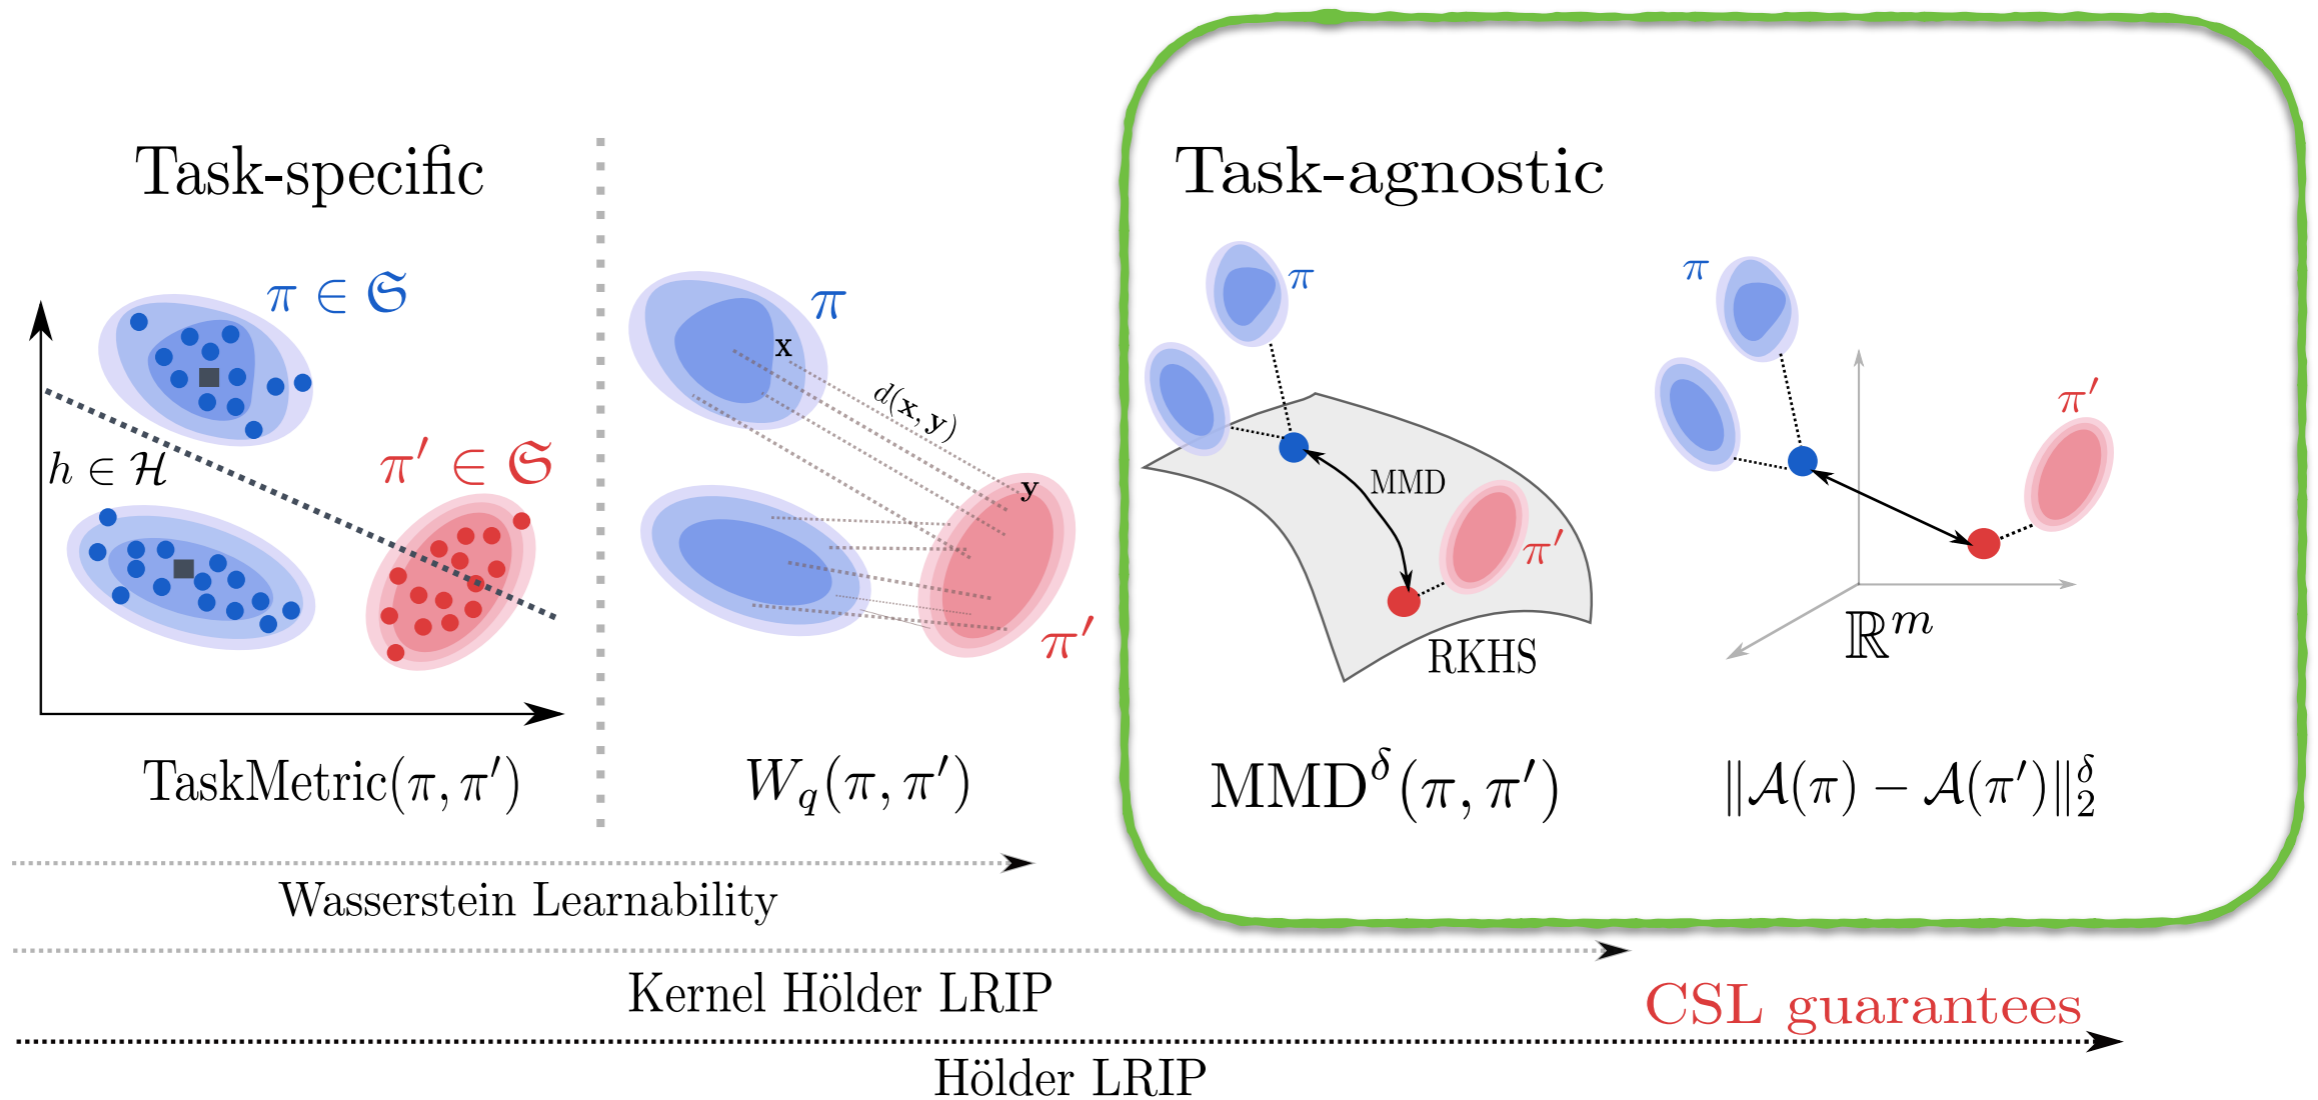 Task-specific
Task-agnostic
π ∈ 𝔖
h ∈ ℋ
π′ ∈ 𝔖
π
x
d(x, y)
y
π′
π
MMD
π′
RKHS
π
π′
ℝᵐ
TaskMetric(π, π′)
W_q(π, π′)
MMD^δ(π, π′)
‖𝒜(π) − 𝒜(π′)‖₂^δ
Wasserstein Learnability
Kernel Hölder LRIP
CSL guarantees
Hölder LRIP